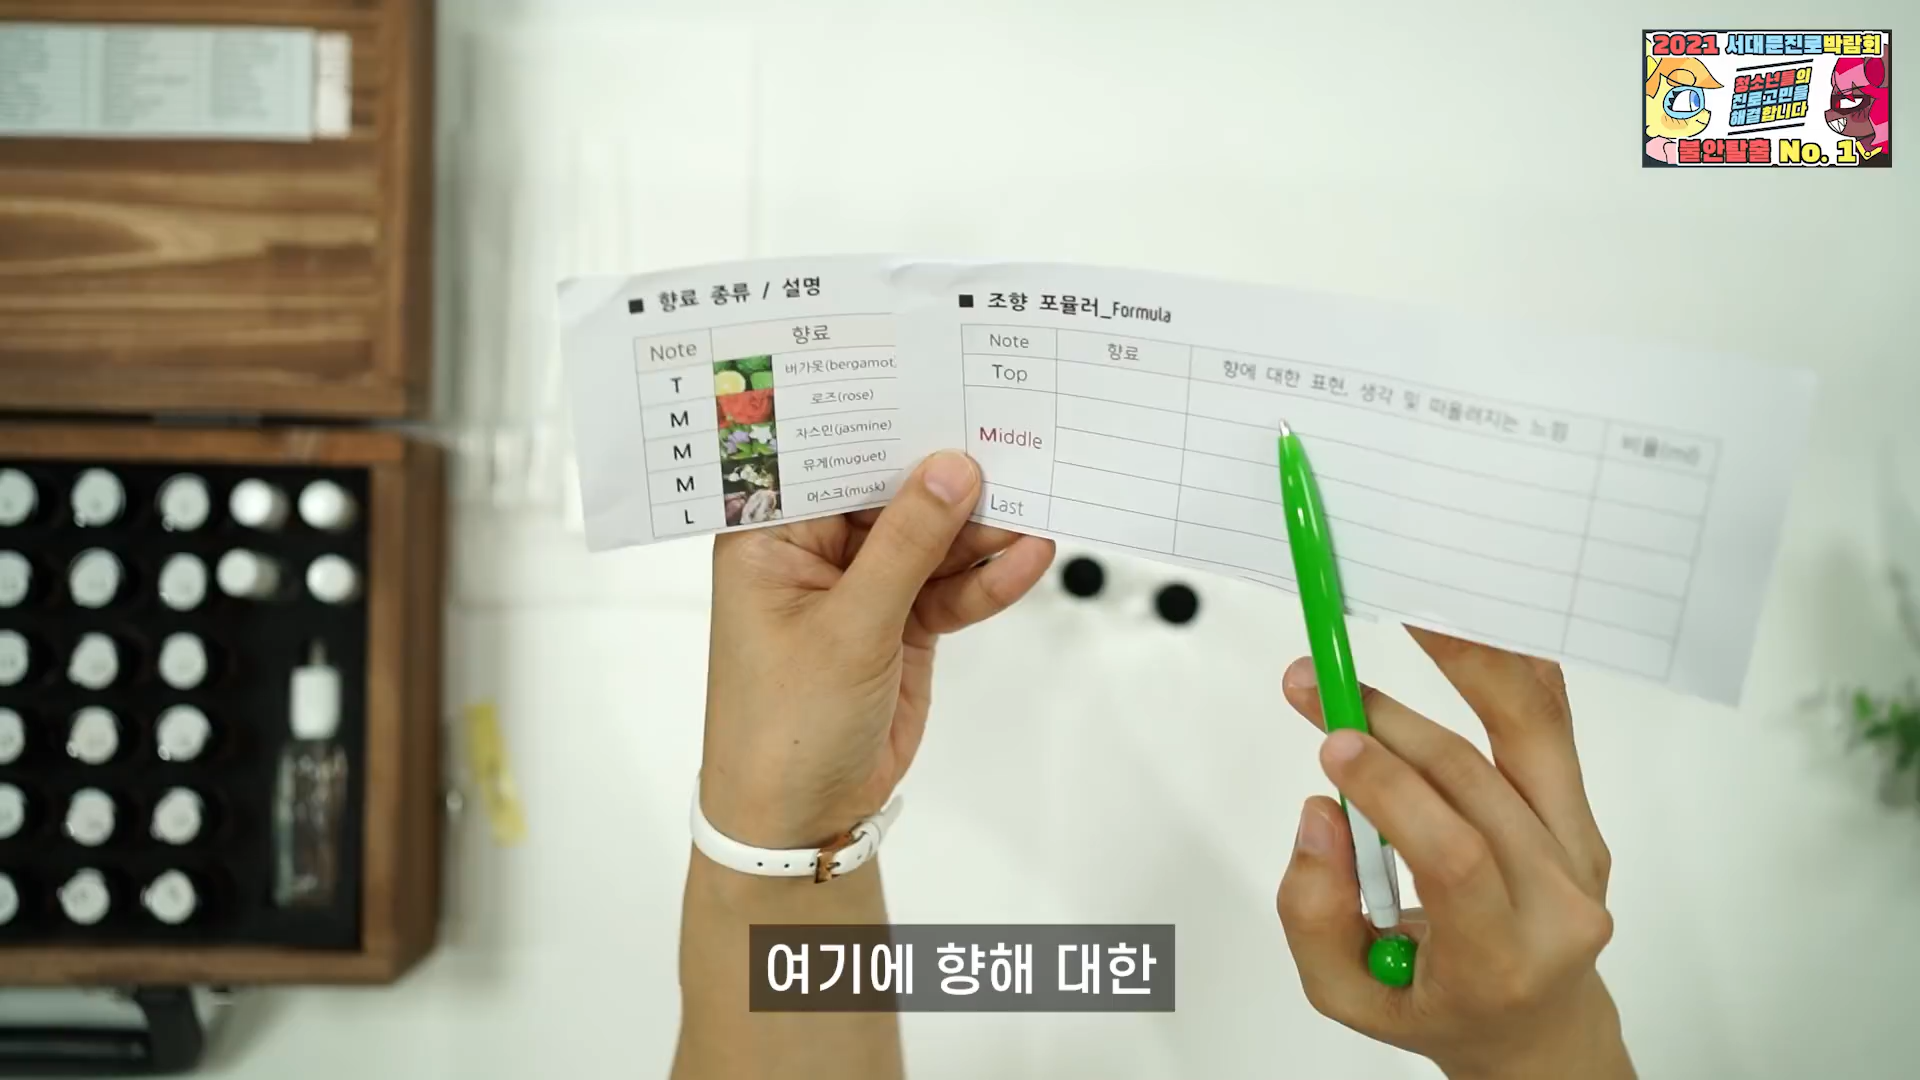 2021 서대문진로박람회
청소년들의
진로고민을
해결합니다
불안탈출 No. 1
■ 향료 종류 / 설명
Note 향료
T 버가못(bergamot
M 로즈(rose)
M 자스민(jasmine)
M 뮤게(muguet)
L 머스크(musk)
■ 조향 포뮬러_Formula
Note 향료 향에 대한 표현, 생각 및 떠올려지는 느낌 비율(ml)
Top
Middle
Last
여기에 향해 대한